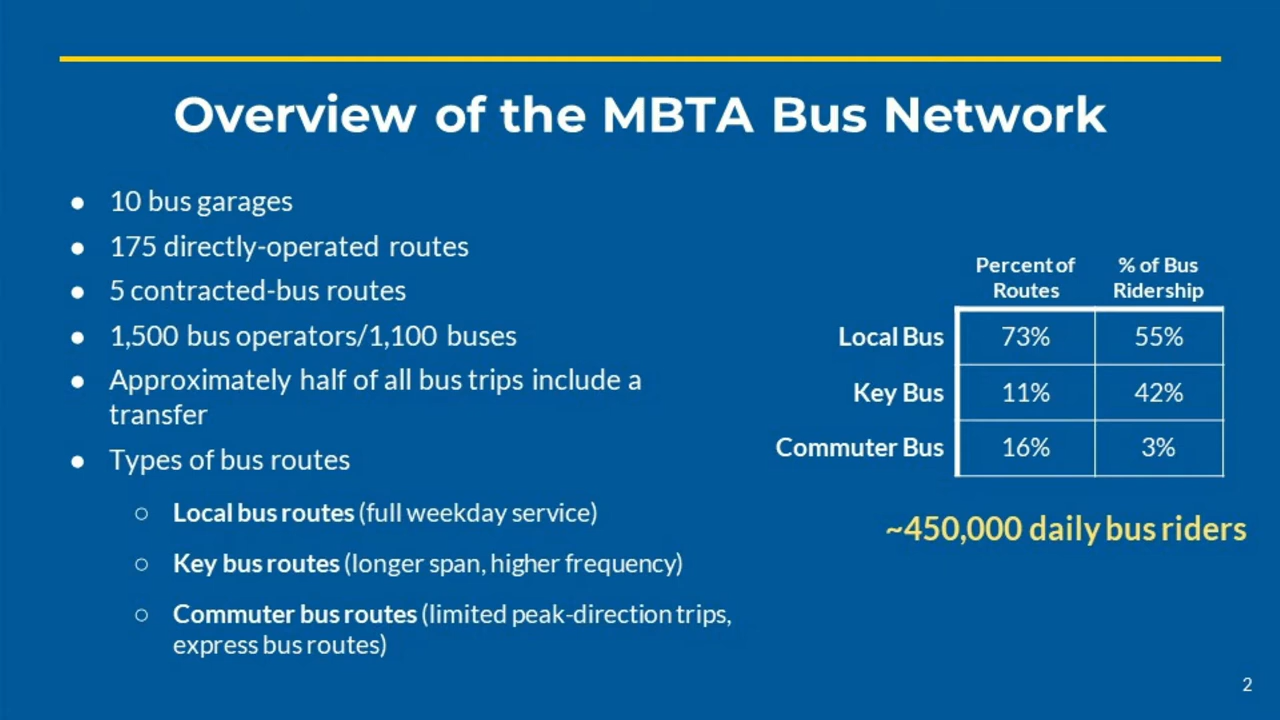 Overview of the MBTA Bus Network
● 10 bus garages
● 175 directly-operated routes
● 5 contracted-bus routes
● 1,500 bus operators/1,100 buses
● Approximately half of all bus trips include a
transfer
● Types of bus routes
○ Local bus routes (full weekday service)
○ Key bus routes (longer span, higher frequency)
○ Commuter bus routes (limited peak-direction trips,
express bus routes)
Percent of % of Bus
Routes Ridership
Local Bus 73% 55%
Key Bus 11% 42%
Commuter Bus 16% 3%
~450,000 daily bus riders
2